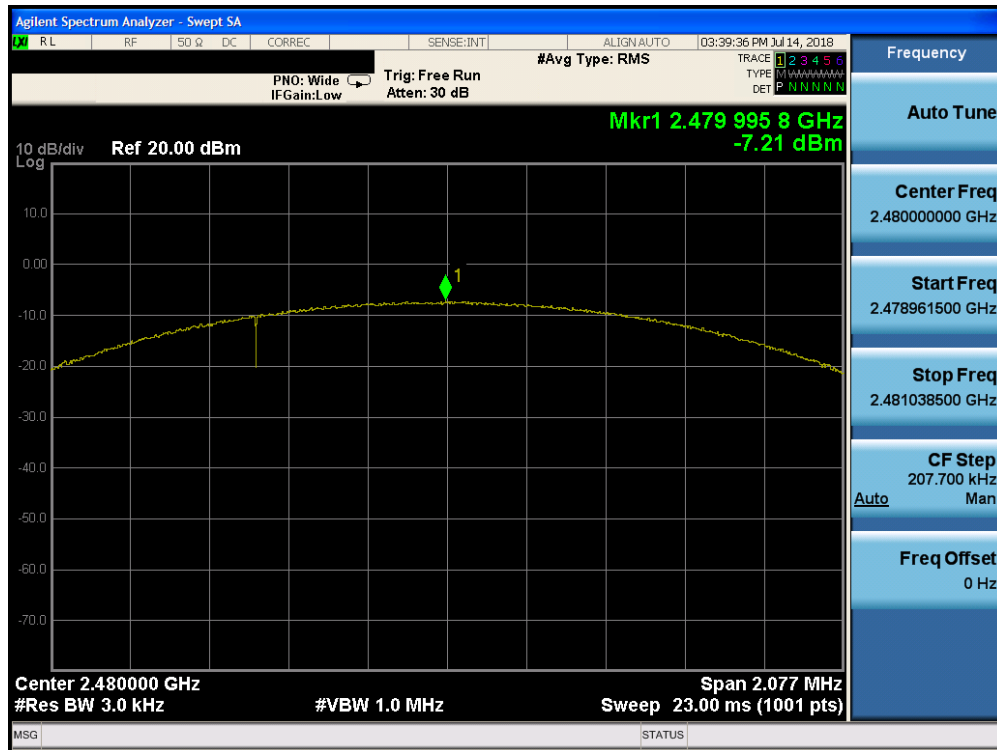 Agilent Spectrum Analyzer - Swept SA
LXI RL RF 50 Ω DC CORREC SENSE:INT ALIGN AUTO 03:39:36 PM Jul 14, 2018
PNO: Wide Trig: Free Run #Avg Type: RMS TRACE 1 2 3 4 5 6
IFGain:Low Atten: 30 dB TYPE M
DET P N N N N N
Mkr1 2.479 995 8 GHz
-7.21 dBm
10 dB/div Ref 20.00 dBm
Log
10.0
0.00
-10.0
-20.0
-30.0
-40.0
-50.0
-60.0
-70.0
1
Center 2.480000 GHz Span 2.077 MHz
#Res BW 3.0 kHz #VBW 1.0 MHz Sweep 23.00 ms (1001 pts)
MSG STATUS
Frequency
Auto Tune
Center Freq
2.480000000 GHz
Start Freq
2.478961500 GHz
Stop Freq
2.481038500 GHz
CF Step
207.700 kHz
Auto Man
Freq Offset
0 Hz